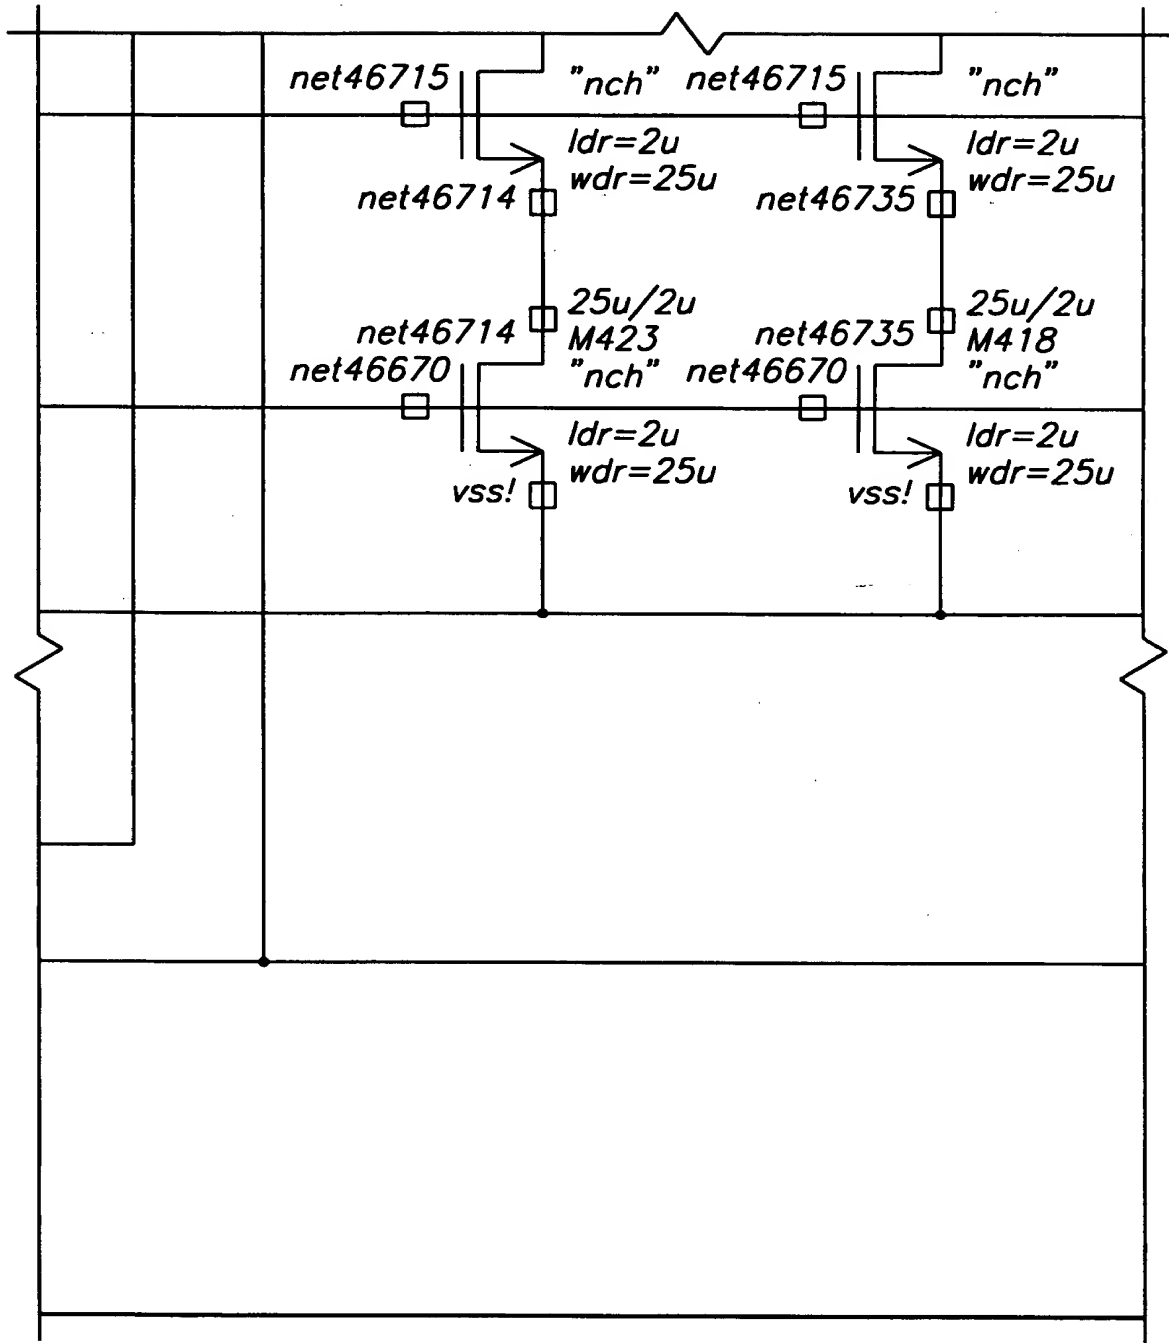 net46715 "nch" net46715 "nch"
ldr=2u ldr=2u
wdr=25u wdr=25u
net46714 net46735
25u/2u 25u/2u
net46714 M423 net46735 M418
net46670 "nch" net46670 "nch"
ldr=2u ldr=2u
wdr=25u wdr=25u
vss! vss!